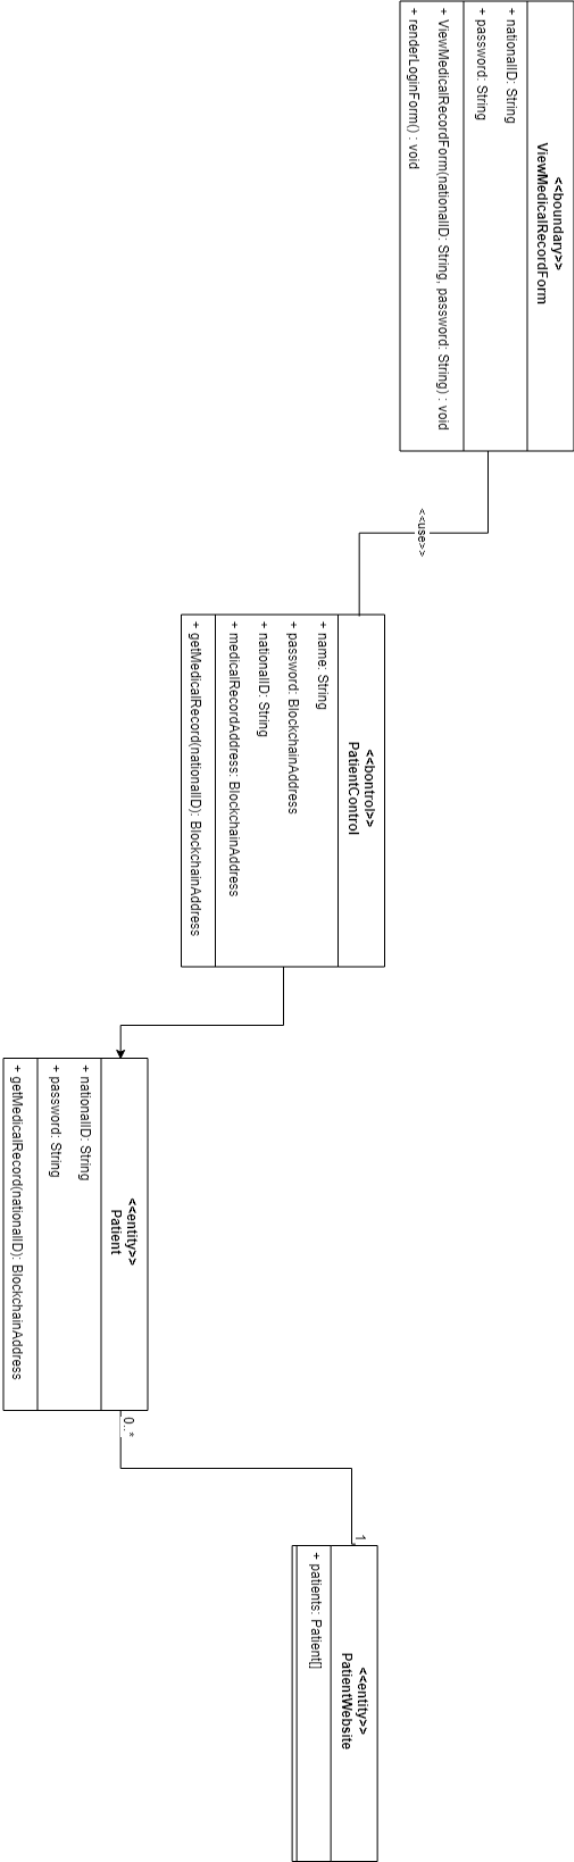 <<boundary>>
ViewMedicalRecordForm
+ nationalID: String
+ password: String
+ ViewMedicalRecordForm(nationalID: String, password: String) : void
+ renderLoginForm() : void
<<use>>
<<bontrol>>
PatientControl
+ name: String
+ password: BlockchainAddress
+ nationalID: String
+ medicalRecordAddress: BlockchainAddress
+ getMedicalRecord(nationalID): BlockchainAddress
<<entity>>
Patient
+ nationalID: String
+ password: String
+ getMedicalRecord(nationalID): BlockchainAddress
0..*
1
<<entity>>
PatientWebsite
+ patients: Patient[]